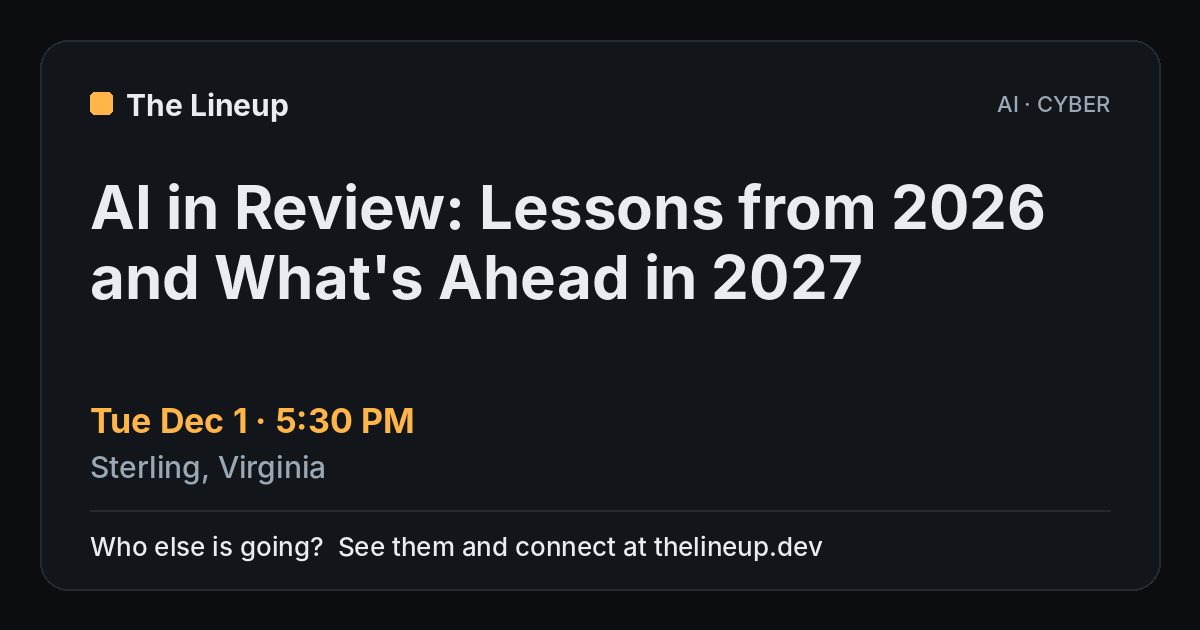 The Lineup
AI · CYBER
AI in Review: Lessons from 2026
and What's Ahead in 2027
Tue Dec 1 · 5:30 PM
Sterling, Virginia
Who else is going?  See them and connect at thelineup.dev